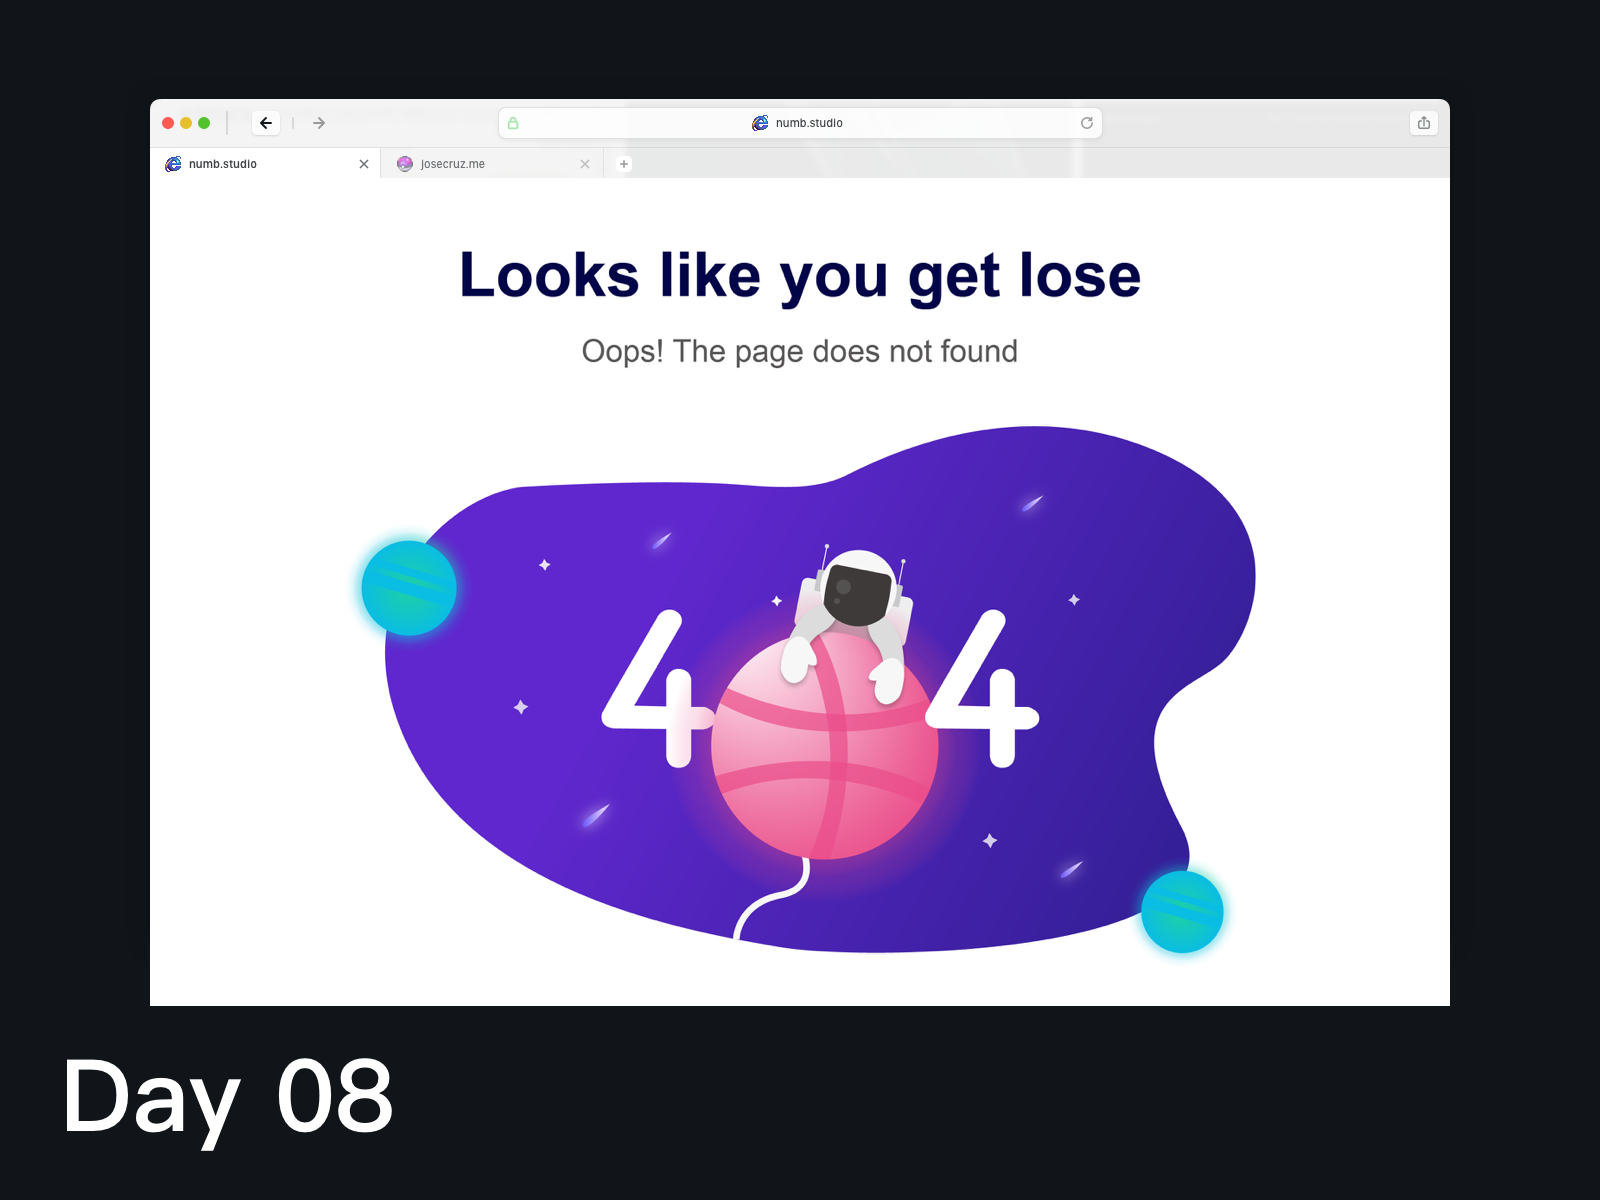 numb.studio
numb.studio
josecruz.me
Looks like you get lose
Oops! The page does not found
4 4
Day 08